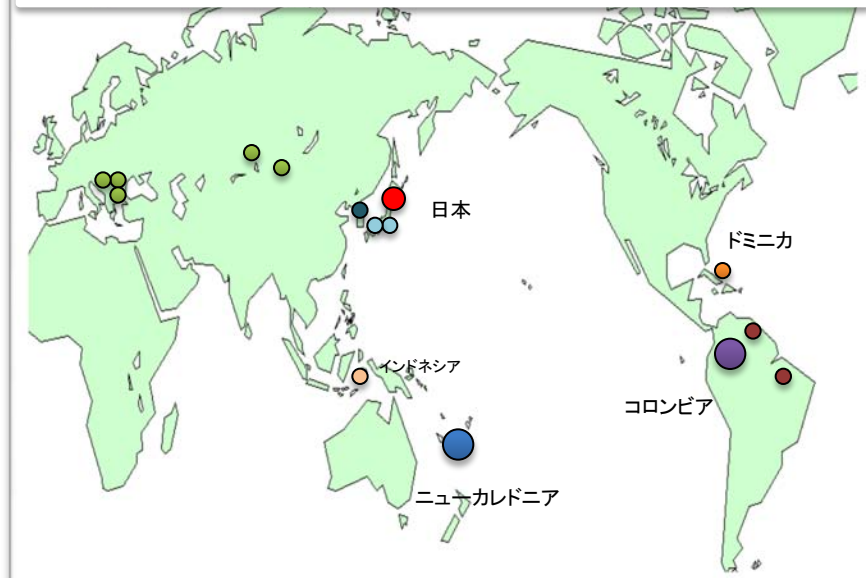 日本
ドミニカ
インドネシア
コロンビア
ニューカレドニア